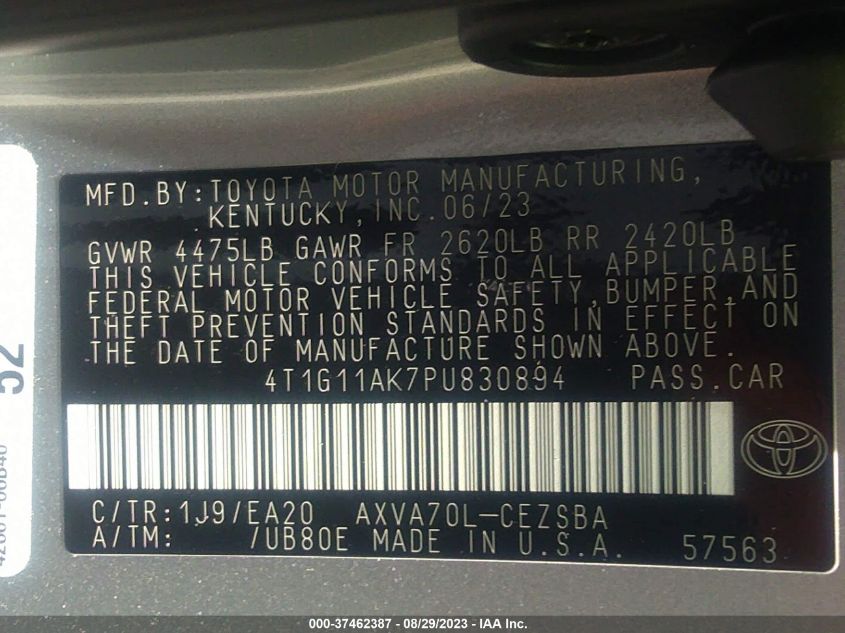 MFD.BY:TOYOTA MOTOR MANUFACTURING,
KENTUCKY, INC. 06/23
GVWR 4475LB GAWR FR 2620LB RR 2420LB
THIS VEHICLE CONFORMS TO ALL APPLICABLE
FEDERAL MOTOR VEHICLE SAFETY, BUMPER, AND
THEFT PREVENTION STANDARDS IN EFFECT ON
THE DATE OF MANUFACTURE SHOWN ABOVE.
4T1G11AK7PU830894 PASS.CAR
C/TR:1J9/EA20 AXVA70L-CEZSBA
A/TM: /UB80E MADE IN U.S.A. 57563
52
000-37462387 - 08/29/2023 - IAA Inc.